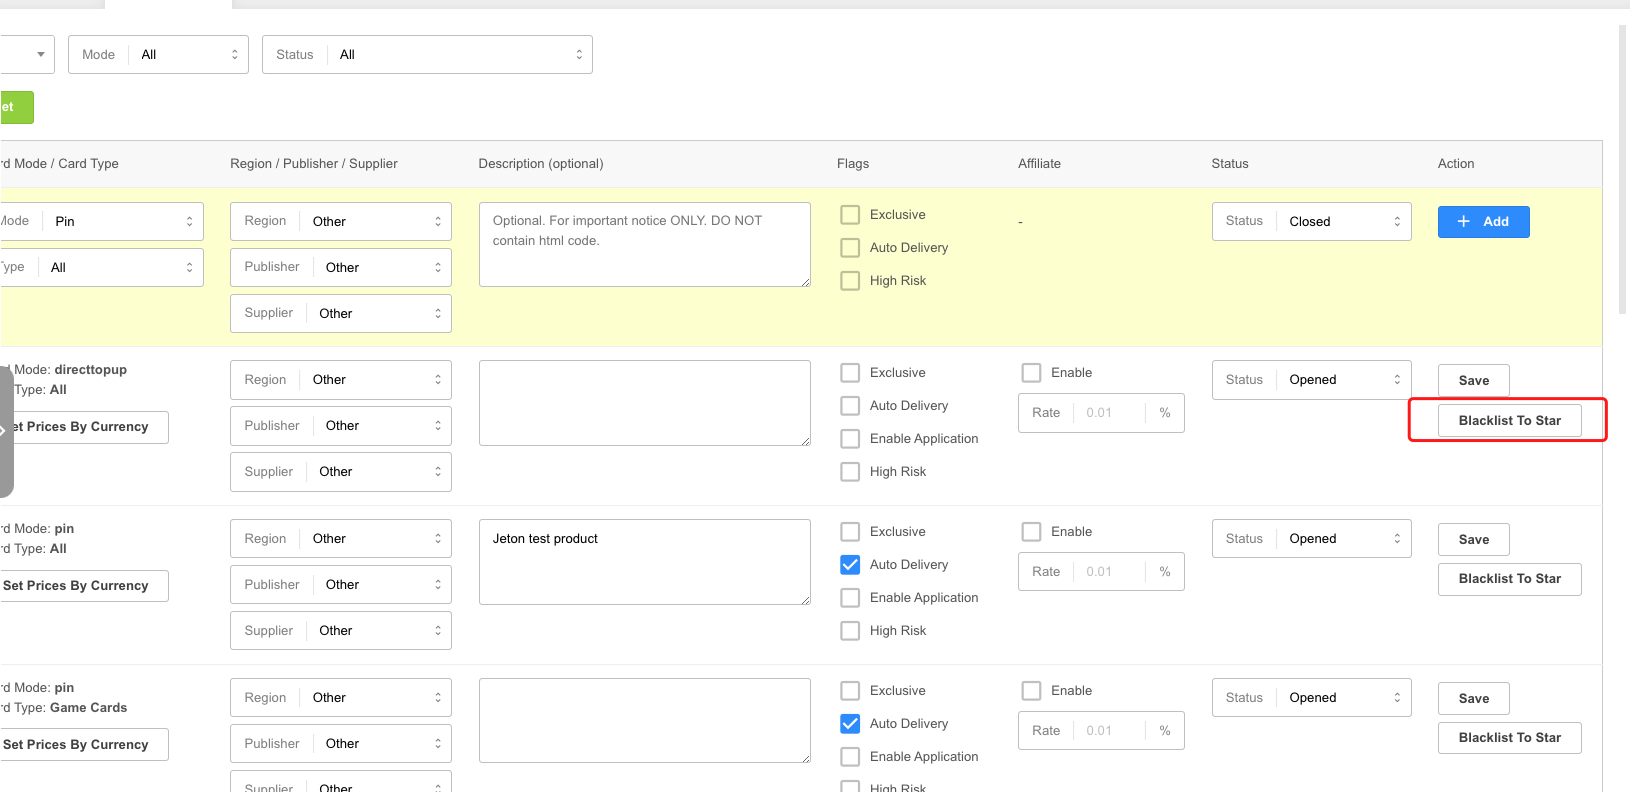 Mode All
Status All
et
rd Mode / Card Type
Region / Publisher / Supplier
Description (optional)
Flags
Affiliate
Status
Action
Mode Pin
Type All
Region Other
Publisher Other
Supplier Other
Optional. For important notice ONLY. DO NOT
contain html code.
Exclusive
Auto Delivery
High Risk
-
Status Closed
+ Add
d Mode: directtopup
Type: All
et Prices By Currency
Region Other
Publisher Other
Supplier Other
Exclusive
Auto Delivery
Enable Application
High Risk
Enable
Rate 0.01 %
Status Opened
Save
Blacklist To Star
rd Mode: pin
rd Type: All
Set Prices By Currency
Region Other
Publisher Other
Supplier Other
Jeton test product
Exclusive
Auto Delivery
Enable Application
High Risk
Enable
Rate 0.01 %
Status Opened
Save
Blacklist To Star
rd Mode: pin
rd Type: Game Cards
Set Prices By Currency
Region Other
Publisher Other
Supplier Other
Exclusive
Auto Delivery
Enable Application
High Risk
Enable
Rate 0.01 %
Status Opened
Save
Blacklist To Star